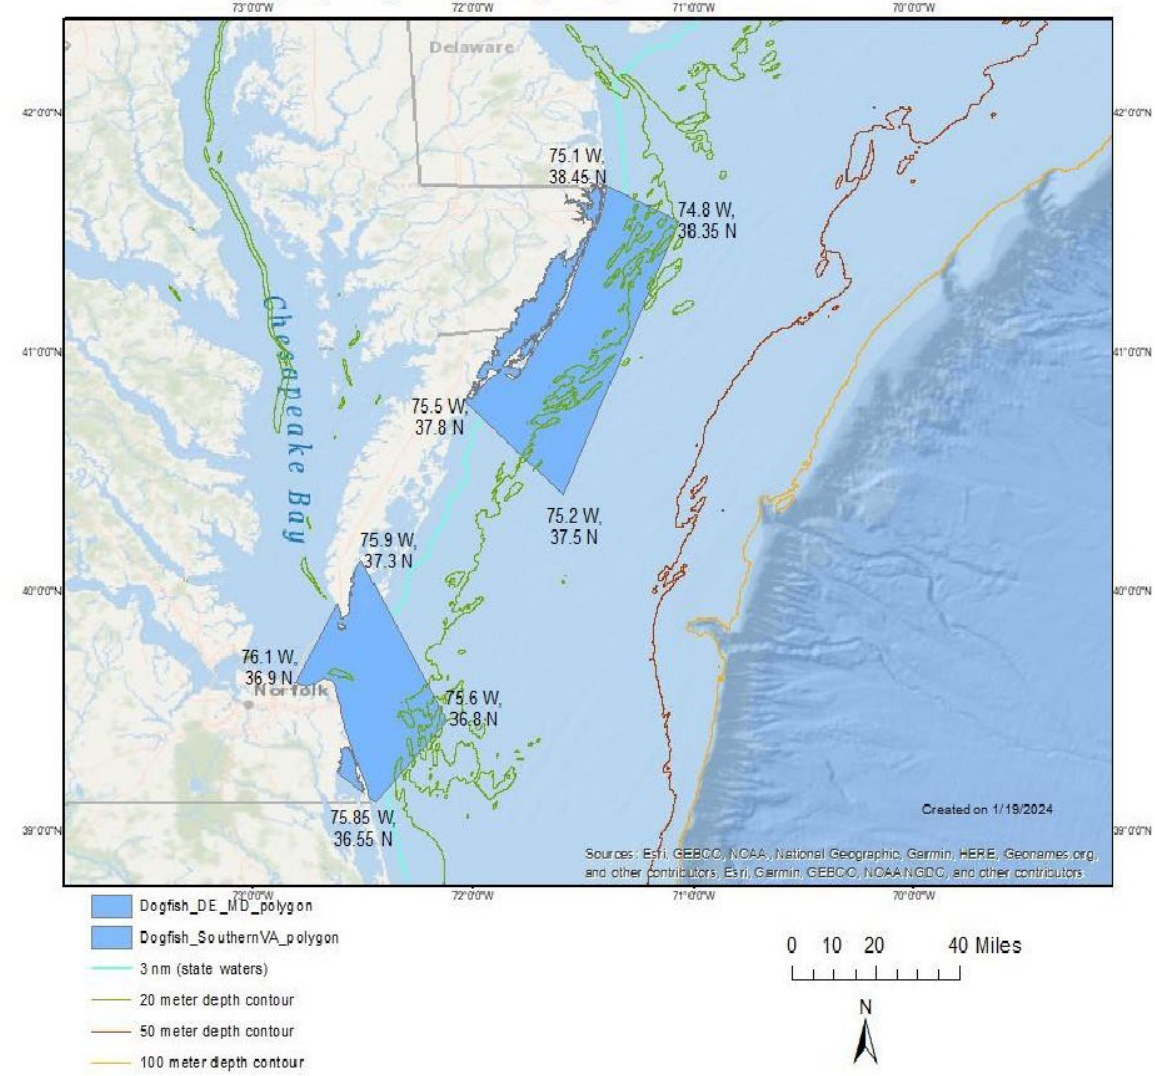 73°0'0"W 72°0'0"W 71°0'0"W 70°0'0"W
Delaware
42°0'0"N 42°0'0"N
75.1 W,
38.45 N
74.8 W,
38.35 N
Chesapeake Bay
41°0'0"N 41°0'0"N
75.5 W,
37.8 N
75.2 W,
37.5 N
75.9 W,
37.3 N
40°0'0"N 40°0'0"N
76.1 W,
36.9 N
Norfolk
75.6 W,
36.8 N
75.85 W,
36.55 N
Created on 1/19/2024
39°0'0"N 39°0'0"N
Sources: Esri, GEBCO, NOAA, National Geographic, Garmin, HERE, Geonames.org,
and other contributors, Esri, Garmin, GEBCO, NOAA NGDC, and other contributors
73°0'0"W 72°0'0"W 71°0'0"W 70°0'0"W
Dogfish_DE_MD_polygon
Dogfish_SouthernVA_polygon
3 nm (state waters)
20 meter depth contour
50 meter depth contour
100 meter depth contour
0 10 20 40 Miles
N